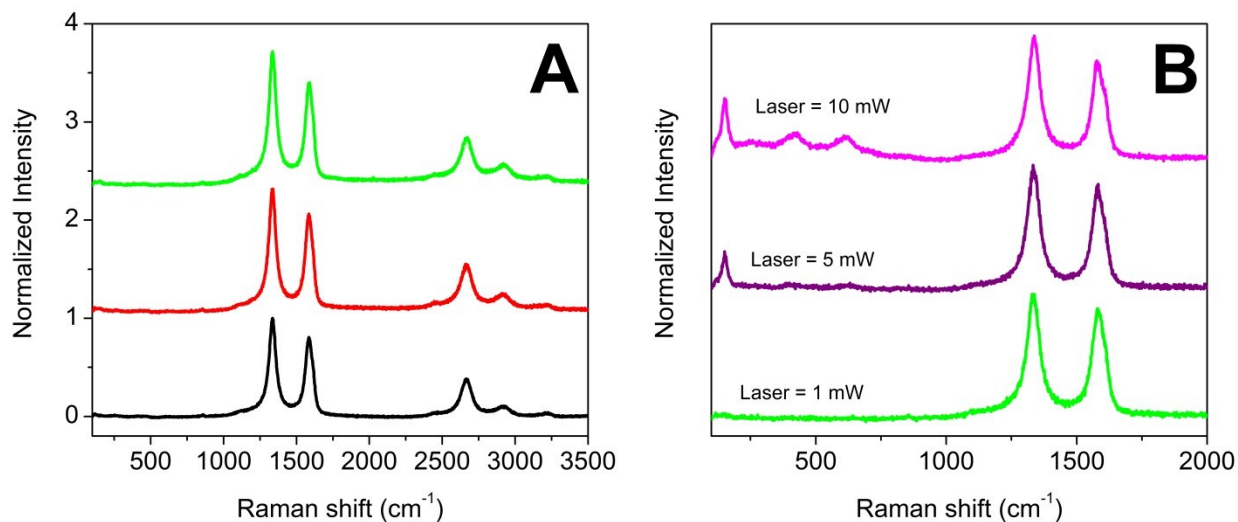 A
Normalized Intensity
4
3
2
1
0
500 1000 1500 2000 2500 3000 3500
Raman shift (cm⁻¹)
B
Normalized Intensity
Laser = 10 mW
Laser = 5 mW
Laser = 1 mW
500 1000 1500 2000
Raman shift (cm⁻¹)